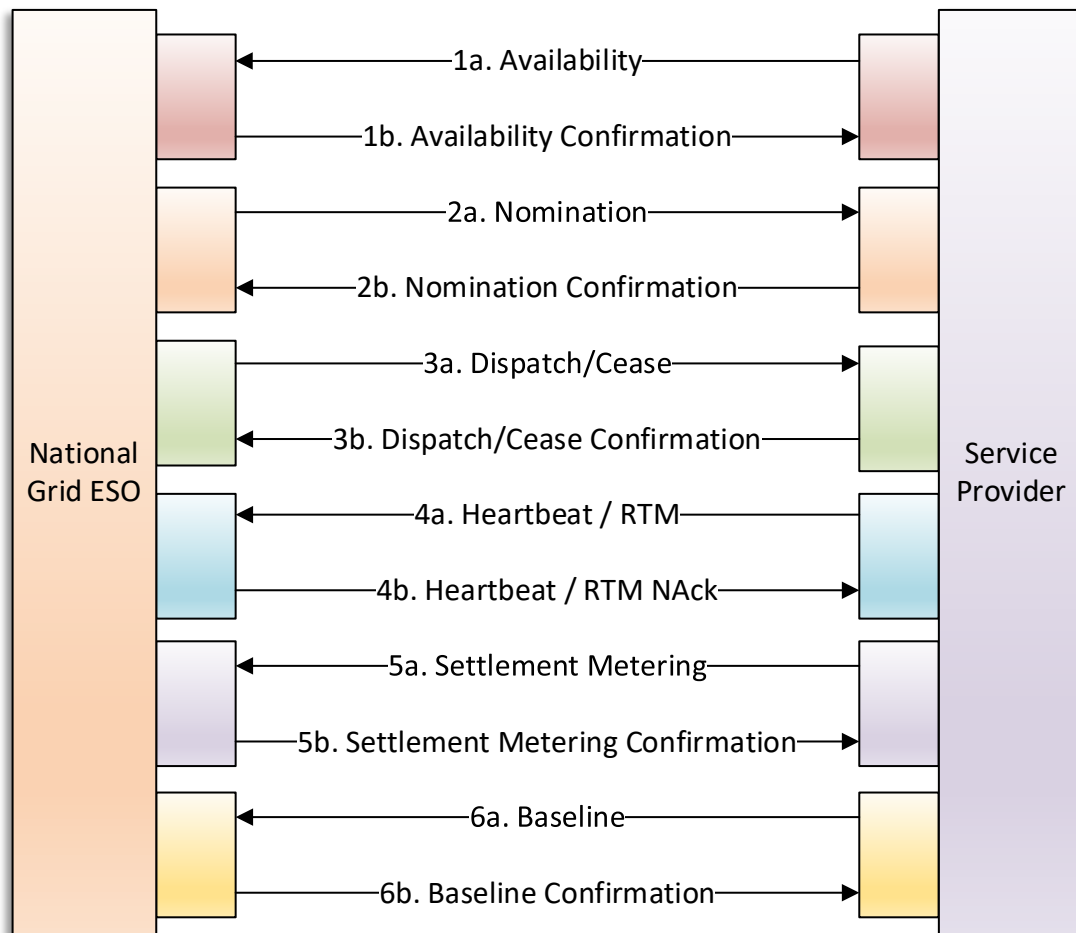 1a. Availability
1b. Availability Confirmation
2a. Nomination
2b. Nomination Confirmation
3a. Dispatch/Cease
3b. Dispatch/Cease Confirmation
National
Grid ESO
Service
Provider
4a. Heartbeat / RTM
4b. Heartbeat / RTM NAck
5a. Settlement Metering
5b. Settlement Metering Confirmation
6a. Baseline
6b. Baseline Confirmation